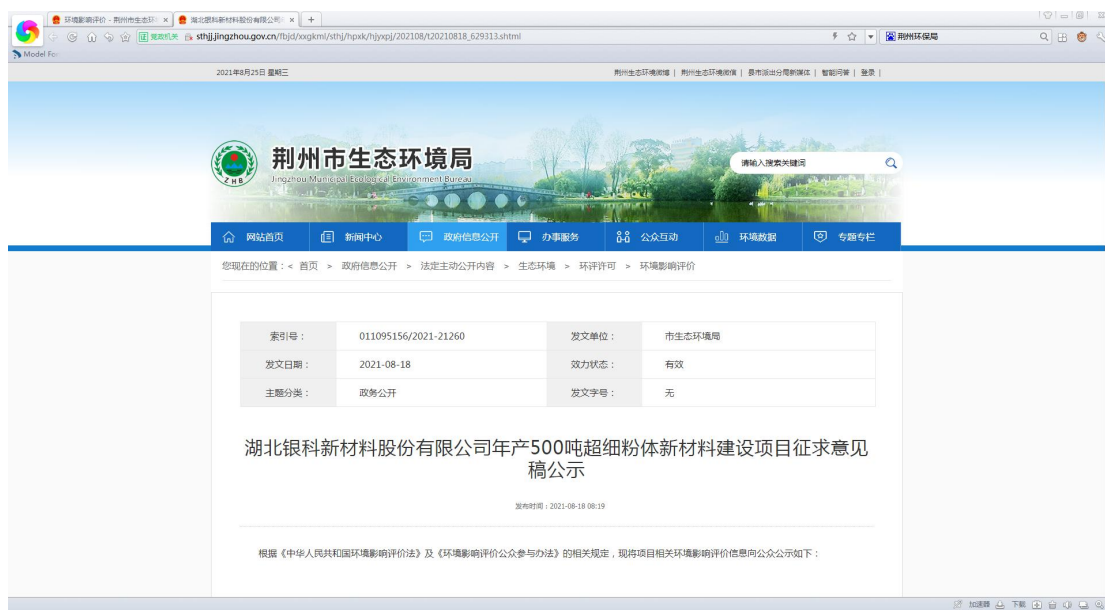 环境影响评价 - 荆州市生态环
湖北银科新材料股份有限公司
党政机关
sthjj.jingzhou.gov.cn/fbjd/xxgkml/sthj/hpxk/hjyxpj/202108/t20210818_629313.shtml
荆州环保局
Model For
2021年8月25日 星期三
荆州生态环境微博 | 荆州生态环境微信 | 县市派出分局新媒体 | 智能问答 | 登录 |
ZHB
荆州市生态环境局
Jingzhou Municipal Ecological Environment Bureau
请输入搜索关键词
网站首页 新闻中心 政府信息公开 办事服务 公众互动 环境数据 专题专栏
您现在的位置：< 首页 > 政府信息公开 > 法定主动公开内容 > 生态环境 > 环评许可 > 环境影响评价
索引号： 011095156/2021-21260 发文单位： 市生态环境局
发文日期： 2021-08-18 效力状态： 有效
主题分类： 政务公开 发文字号： 无
湖北银科新材料股份有限公司年产500吨超细粉体新材料建设项目征求意见
稿公示
发布时间：2021-08-18 08:19
根据《中华人民共和国环境影响评价法》及《环境影响评价公众参与办法》的相关规定，现将项目相关环境影响评价信息向公众公示如下：
加速器 下载